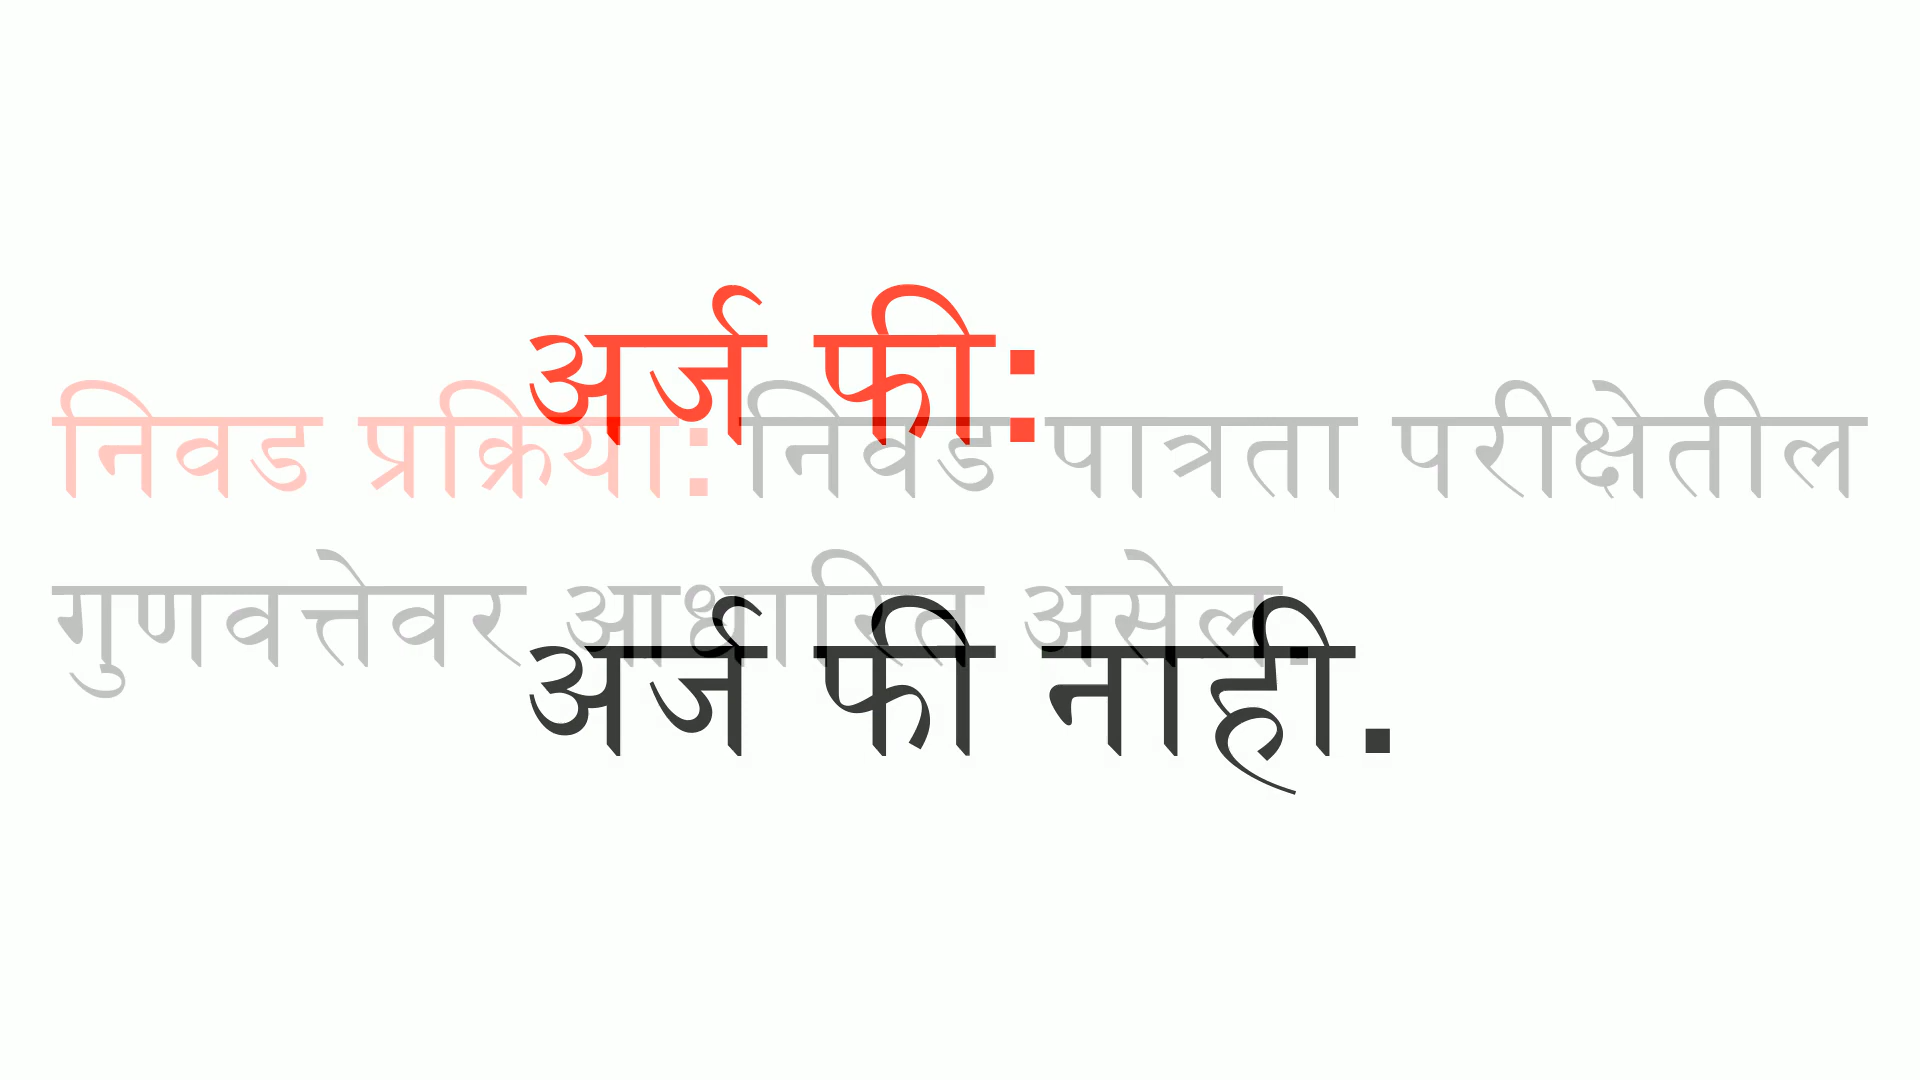 अर्ज फी:
निवड प्रक्रिया: निवड पात्रता परीक्षेतील
गुणवत्तेवर आधारित असेल.
अर्ज फी नाही.